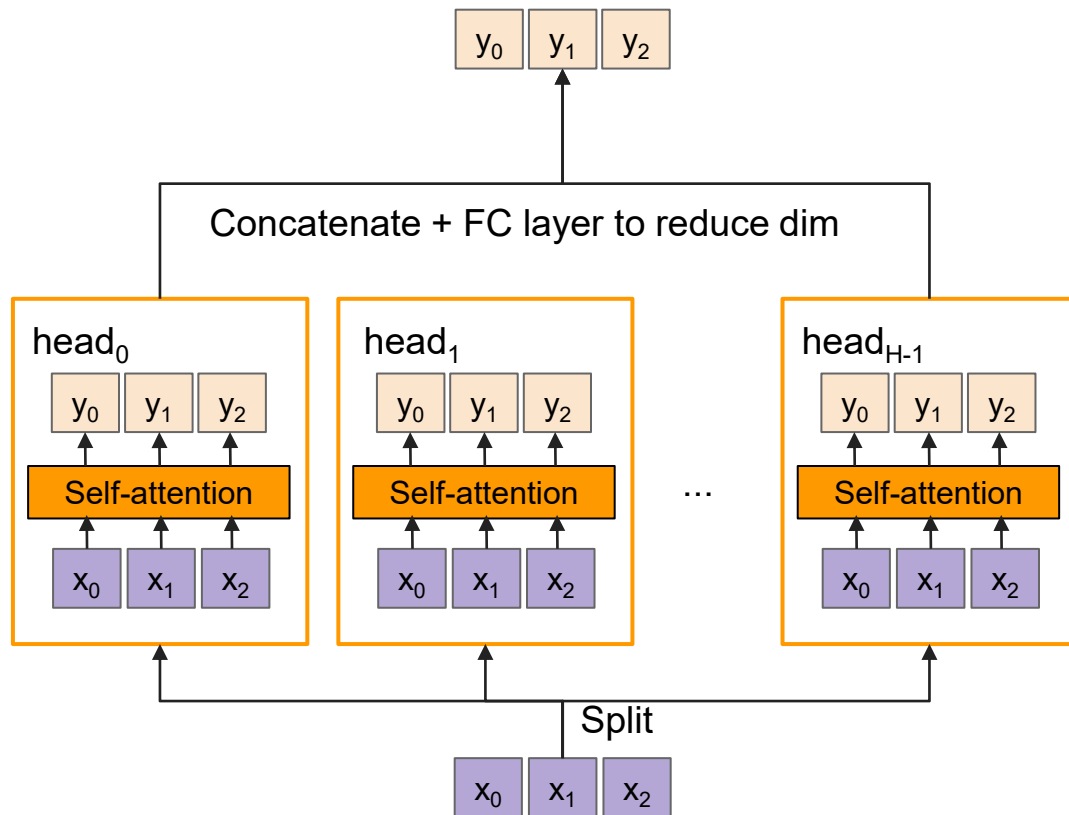 y₀ y₁ y₂
Concatenate + FC layer to reduce dim
head₀ head₁ head_H-1
y₀ y₁ y₂ y₀ y₁ y₂ y₀ y₁ y₂
Self-attention Self-attention ... Self-attention
x₀ x₁ x₂ x₀ x₁ x₂ x₀ x₁ x₂
Split
x₀ x₁ x₂